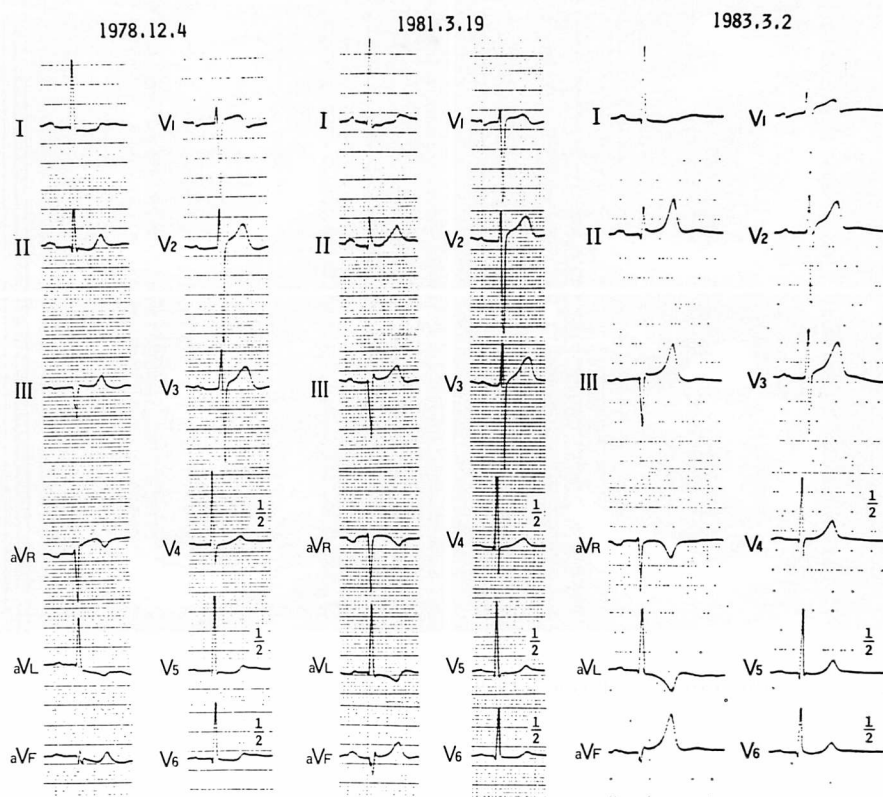 1978.12.4
I
II
III
aVR
aVL
aVF
V1
V2
V3
V4 1/2
V5 1/2
V6 1/2
1981.3.19
I
II
III
aVR
aVL
aVF
V1
V2
V3
V4 1/2
V5 1/2
V6 1/2
1983.3.2
I
II
III
aVR
aVL
aVF
V1
V2
V3
V4 1/2
V5 1/2
V6 1/2